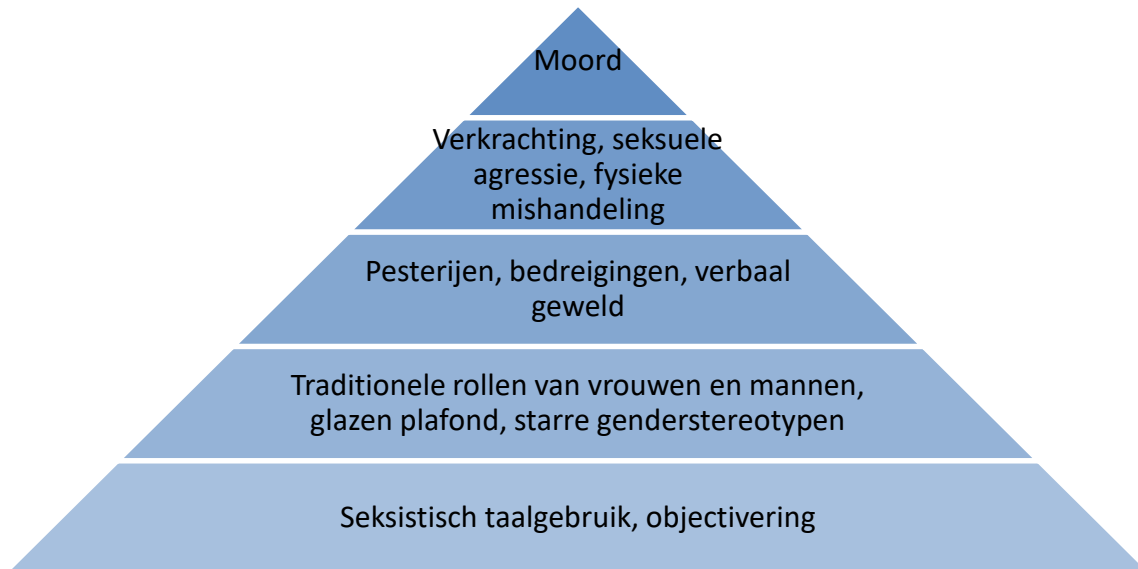 Moord
Verkrachting, seksuele
agressie, fysieke
mishandeling
Pesterijen, bedreigingen, verbaal
geweld
Traditionele rollen van vrouwen en mannen,
glazen plafond, starre genderstereotypen
Seksistisch taalgebruik, objectivering